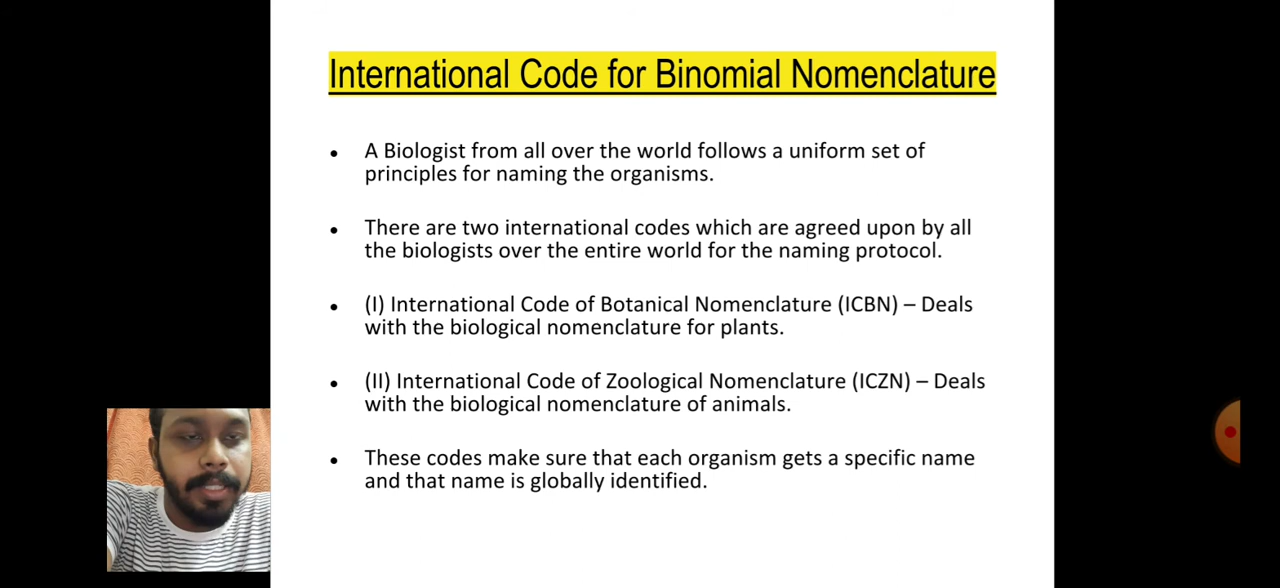 International Code for Binomial Nomenclature
• A Biologist from all over the world follows a uniform set of
principles for naming the organisms.
• There are two international codes which are agreed upon by all
the biologists over the entire world for the naming protocol.
• (I) International Code of Botanical Nomenclature (ICBN) – Deals
with the biological nomenclature for plants.
• (II) International Code of Zoological Nomenclature (ICZN) – Deals
with the biological nomenclature of animals.
• These codes make sure that each organism gets a specific name
and that name is globally identified.